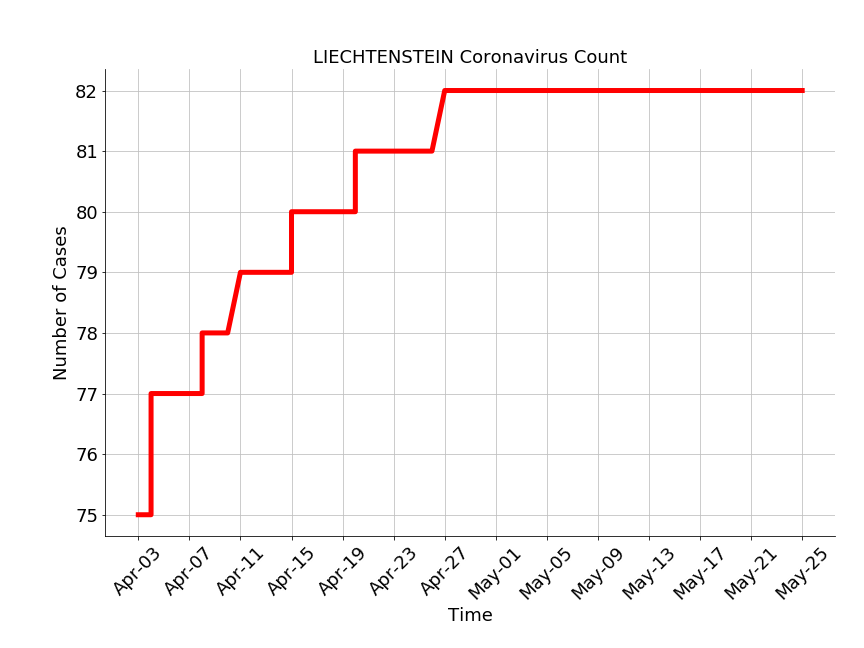 LIECHTENSTEIN Coronavirus Count
82
81
80
79
78
77
76
75
Number of Cases
Apr-03
Apr-07
Apr-11
Apr-15
Apr-19
Apr-23
Apr-27
May-01
May-05
May-09
May-13
May-17
May-21
May-25
Time